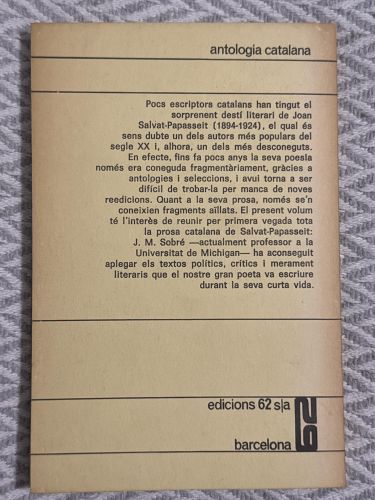 antologia catalana
Pocs escriptors catalans han tingut el
sorprenent destí literari de Joan
Salvat-Papasseit (1894-1924), el qual és
sens dubte un dels autors més populars del
segle XX i, alhora, un dels més desconeguts.
En efecte, fins fa pocs anys la seva poesia
només era coneguda fragmentàriament, gràcies a
antologies i seleccions, i avui torna a ser
difícil de trobar-la per manca de noves
reedicions. Quant a la seva prosa, només se'n
coneixien fragments aïllats. El present volum
té l'interès de reunir per primera vegada tota
la prosa catalana de Salvat-Papasseit:
J. M. Sobré —actualment professor a la
Universitat de Michigan— ha aconseguit
aplegar els textos polítics, crítics i merament
literaris que el nostre gran poeta va escriure
durant la seva curta vida.
edicions 62 s|a
barcelona
62